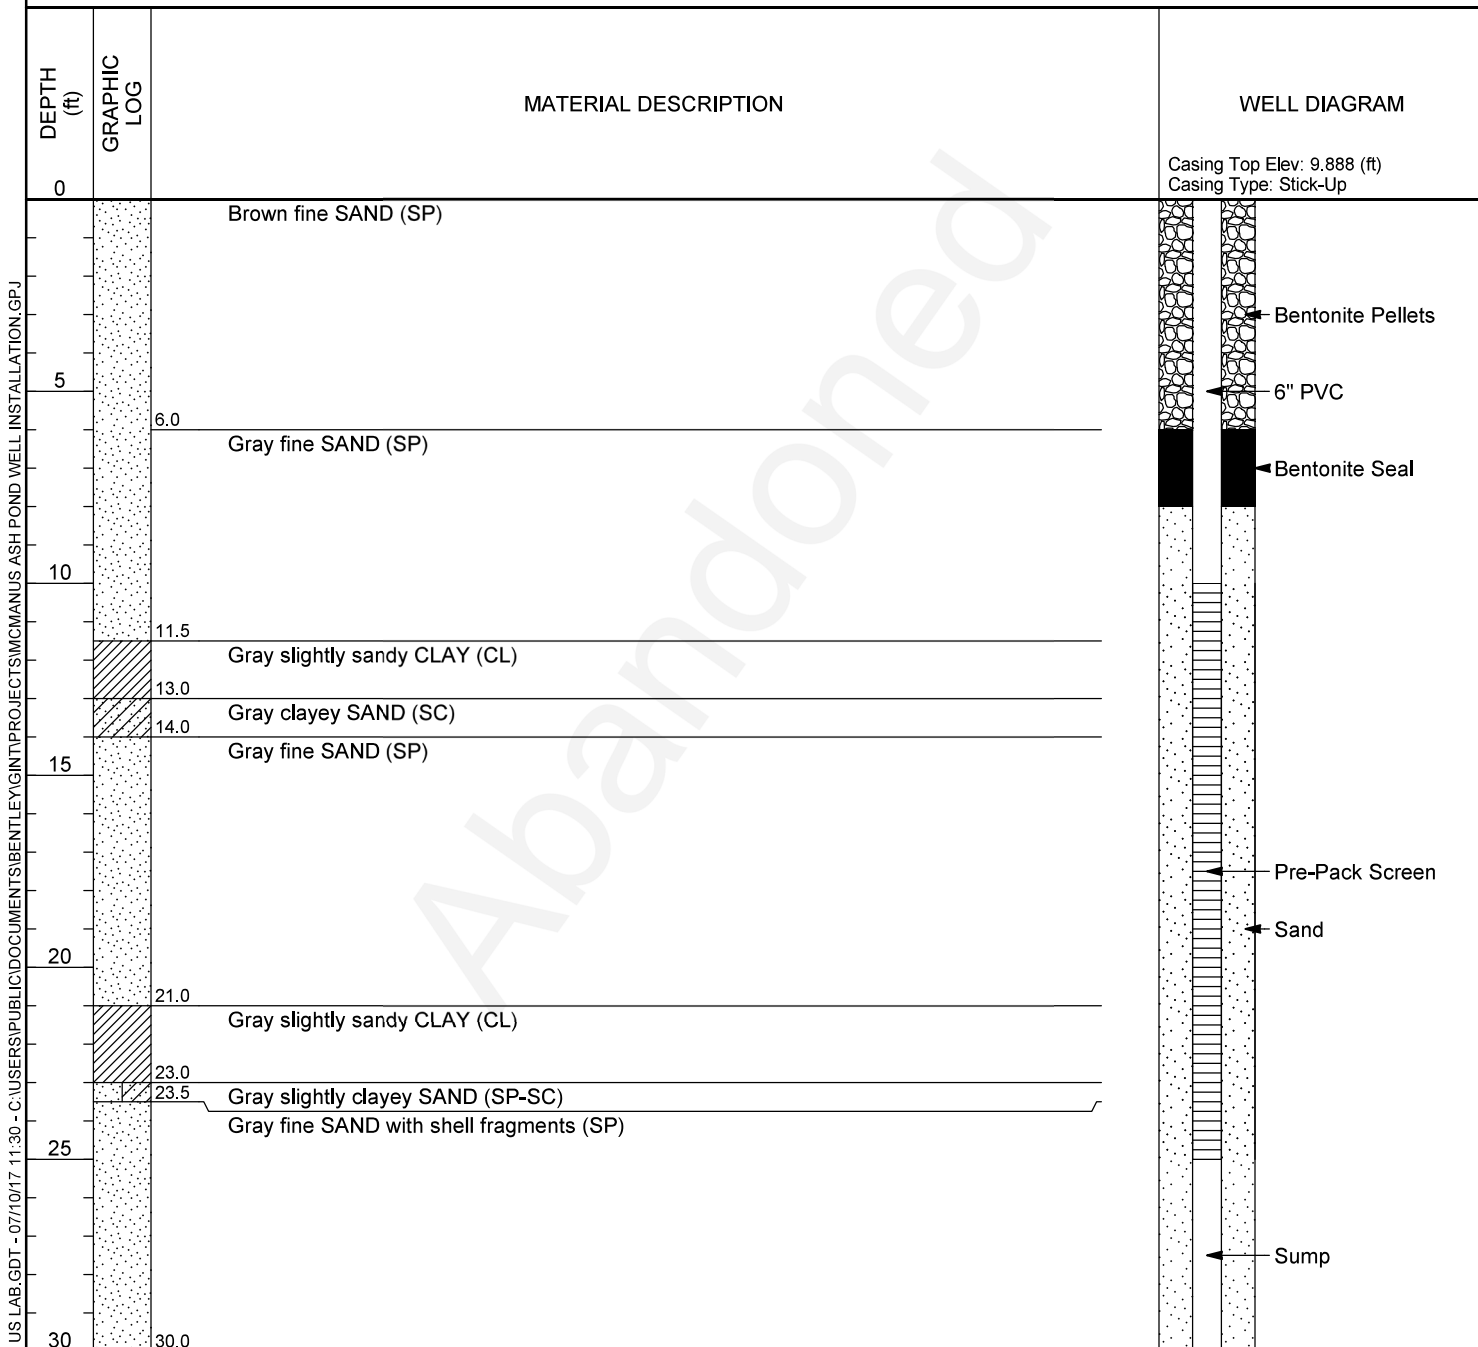 DEPTH
(ft)
GRAPHIC
LOG
MATERIAL DESCRIPTION
WELL DIAGRAM
Casing Top Elev: 9.888 (ft)
Casing Type: Stick-Up
0
Brown fine SAND (SP)
Bentonite Pellets
5
6" PVC
6.0
Gray fine SAND (SP)
Bentonite Seal
10
11.5
Gray slightly sandy CLAY (CL)
13.0
Gray clayey SAND (SC)
14.0
Gray fine SAND (SP)
15
Pre-Pack Screen
Sand
20
21.0
Gray slightly sandy CLAY (CL)
23.0
23.5
Gray slightly clayey SAND (SP-SC)
Gray fine SAND with shell fragments (SP)
25
Sump
30
30.0
Abandoned
US LAB.GDT - 07/10/17 11:30 - C:\USERS\PUBLIC\DOCUMENTS\BENTLEY\GINT\PROJECTS\MCMANUS ASH POND WELL INSTALLATION.GPJ